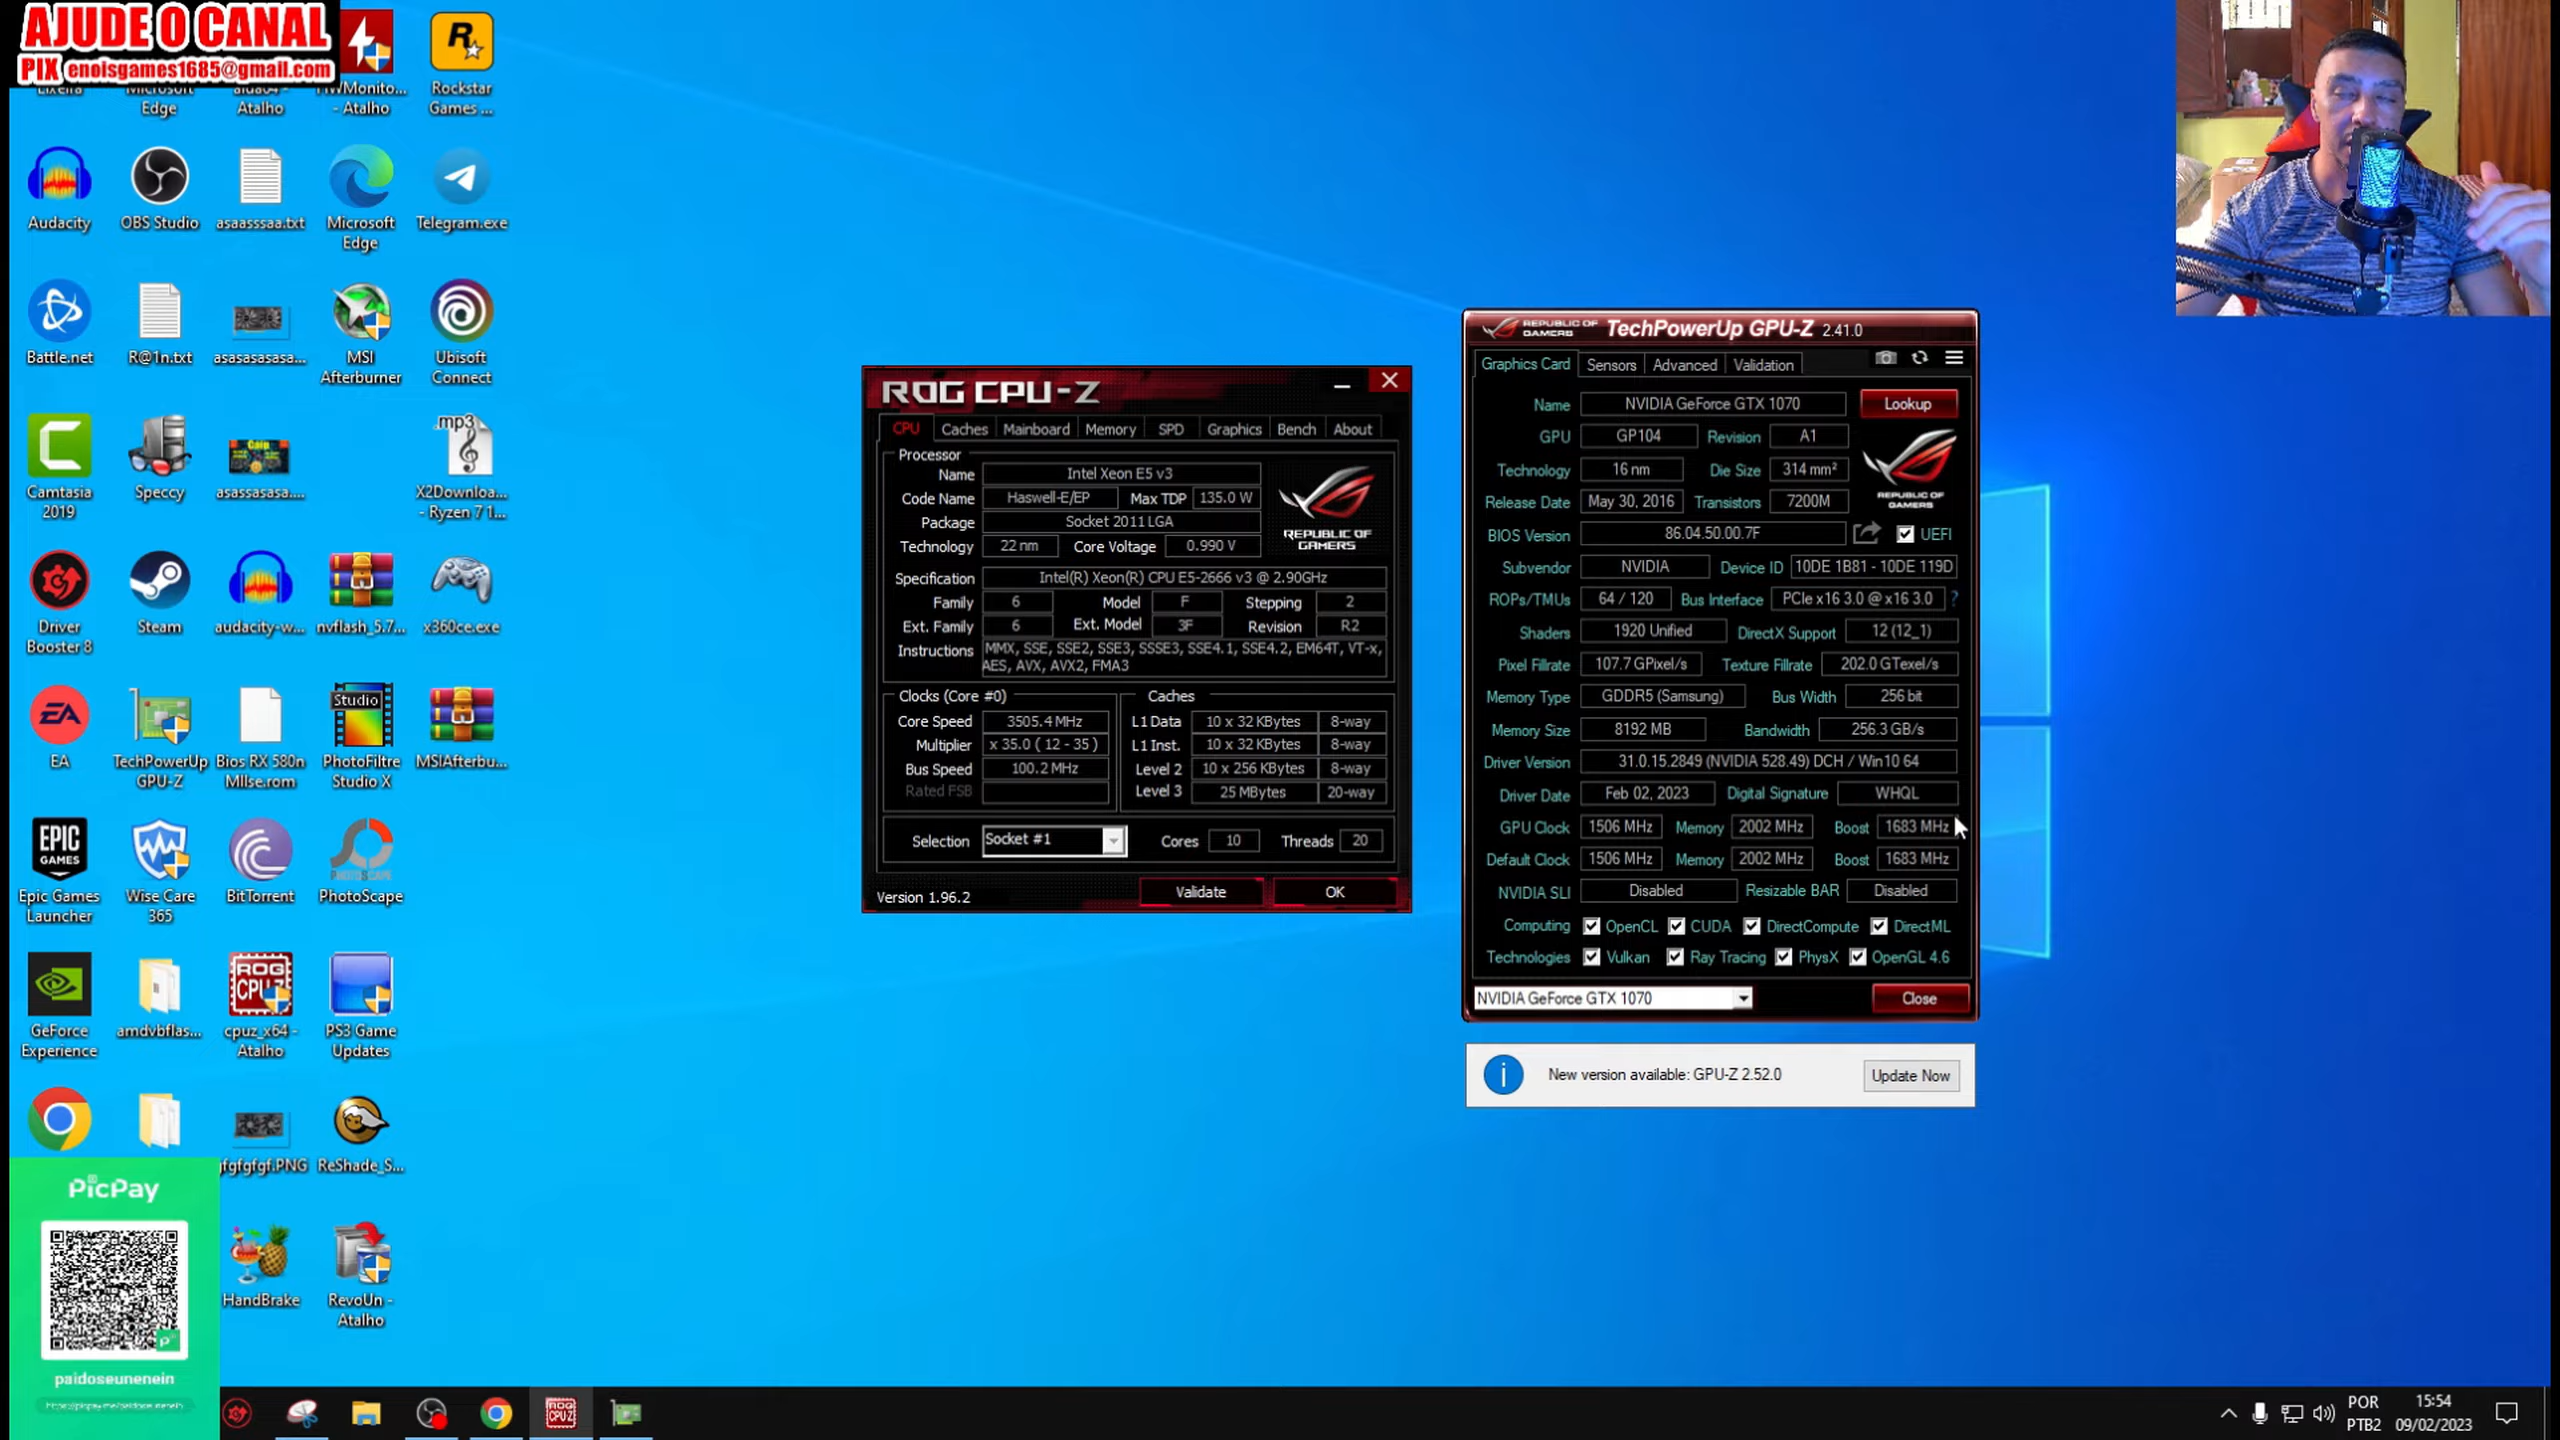 AJUDE O CANAL
PIX enoisgames1685@gmail.com
Lixeira
Microsoft
Edge
aida64 -
Atalho
HWMonito...
- Atalho
Rockstar
Games ...
Audacity
OBS Studio
asaasssaa.txt
Microsoft
Edge
Telegram.exe
Battle.net
R@1n.txt
asasasasasa...
MSI
Afterburner
Ubisoft
Connect
Camtasia
2019
Speccy
asassasasa....
.mp3
X2Downloa...
- Ryzen 7 1...
Driver
Booster 8
Steam
audacity-w...
nvflash_5.7...
x360ce.exe
EA
TechPowerUp
GPU-Z
Bios RX 580n
MIlse.rom
Studio
PhotoFiltre
Studio X
MSIAfterbu...
EPIC
GAMES
Epic Games
Launcher
Wise Care
365
BitTorrent
PhotoScape
GeForce
Experience
amdvbflas...
ROG
CPU-Z
cpuz_x64 -
Atalho
PS3 Game
Updates
gfgfgfgf.PNG
ReShade_S...
HandBrake
RevoUn -
Atalho
PicPay
paidoseunenein
ROG CPU-Z
CPU Caches Mainboard Memory SPD Graphics Bench About
Processor
Name Intel Xeon E5 v3
Code Name Haswell-E/EP Max TDP 135.0 W
Package Socket 2011 LGA
Technology 22 nm Core Voltage 0.990 V
REPUBLIC OF
GAMERS
Specification Intel(R) Xeon(R) CPU E5-2666 v3 @ 2.90GHz
Family 6 Model F Stepping 2
Ext. Family 6 Ext. Model 3F Revision R2
Instructions MMX, SSE, SSE2, SSE3, SSSE3, SSE4.1, SSE4.2, EM64T, VT-x,
AES, AVX, AVX2, FMA3
Clocks (Core #0) Caches
Core Speed 3505.4 MHz L1 Data 10 x 32 KBytes 8-way
Multiplier x 35.0 ( 12 - 35 ) L1 Inst. 10 x 32 KBytes 8-way
Bus Speed 100.2 MHz Level 2 10 x 256 KBytes 8-way
Rated FSB Level 3 25 MBytes 20-way
Selection Socket #1 Cores 10 Threads 20
Version 1.96.2 Validate OK
REPUBLIC OF
GAMERS
TechPowerUp GPU-Z 2.41.0
Graphics Card Sensors Advanced Validation
Name NVIDIA GeForce GTX 1070 Lookup
GPU GP104 Revision A1
Technology 16 nm Die Size 314 mm²
Release Date May 30, 2016 Transistors 7200M
REPUBLIC OF
GAMERS
BIOS Version 86.04.50.00.7F UEFI
Subvendor NVIDIA Device ID 10DE 1B81 - 10DE 119D
ROPs/TMUs 64 / 120 Bus Interface PCIe x16 3.0 @ x16 3.0 ?
Shaders 1920 Unified DirectX Support 12 (12_1)
Pixel Fillrate 107.7 GPixel/s Texture Fillrate 202.0 GTexel/s
Memory Type GDDR5 (Samsung) Bus Width 256 bit
Memory Size 8192 MB Bandwidth 256.3 GB/s
Driver Version 31.0.15.2849 (NVIDIA 528.49) DCH / Win10 64
Driver Date Feb 02, 2023 Digital Signature WHQL
GPU Clock 1506 MHz Memory 2002 MHz Boost 1683 MHz
Default Clock 1506 MHz Memory 2002 MHz Boost 1683 MHz
NVIDIA SLI Disabled Resizable BAR Disabled
Computing OpenCL CUDA DirectCompute DirectML
Technologies Vulkan Ray Tracing PhysX OpenGL 4.6
NVIDIA GeForce GTX 1070 Close
New version available: GPU-Z 2.52.0 Update Now
POR
PTB2
15:54
09/02/2023